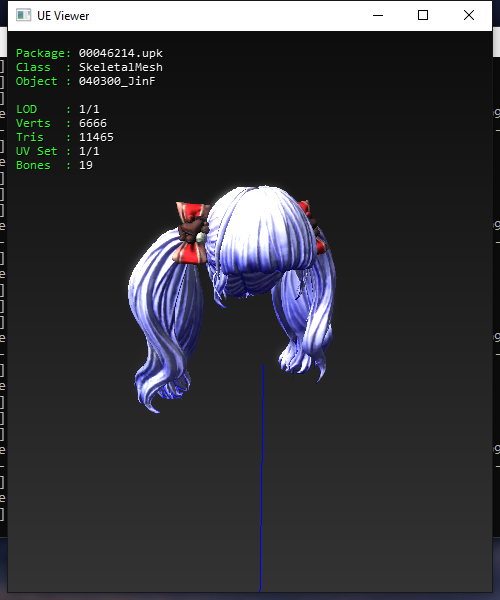 UE Viewer
Package: 00046214.upk
Class : SkeletalMesh
Object : 040300_JinF
LOD : 1/1
Verts : 6666
Tris : 11465
UV Set : 1/1
Bones : 19